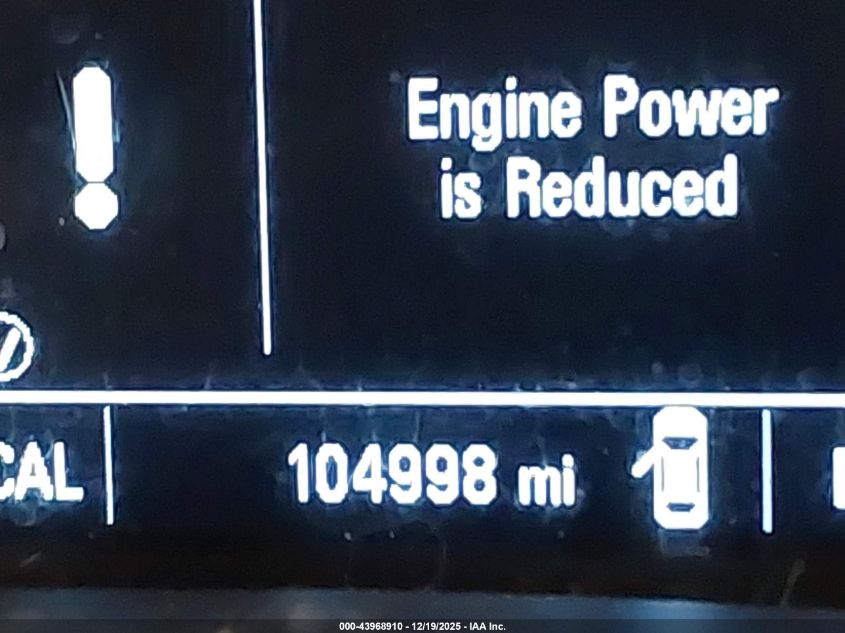 Engine Power
is Reduced
CAL
104998 mi
000-43968910 - 12/19/2025 - IAA Inc.